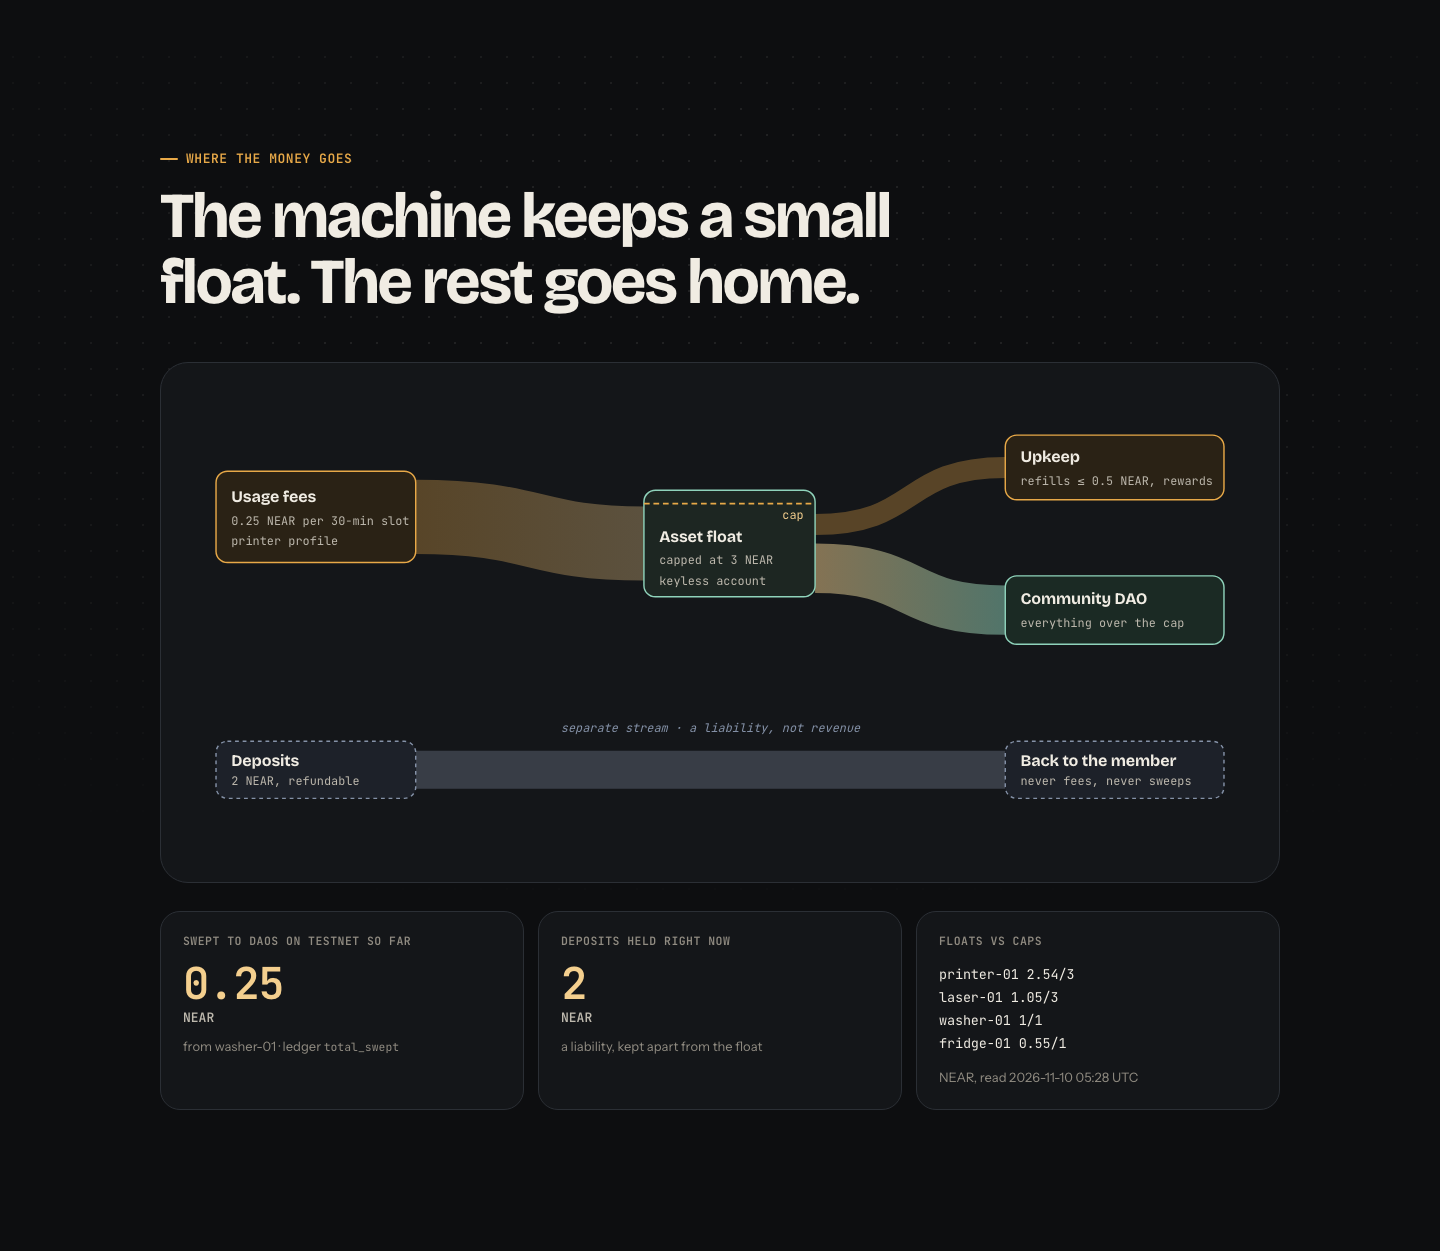 WHERE THE MONEY GOES
The machine keeps a small
float. The rest goes home.
Usage fees
0.25 NEAR per 30-min slot
printer profile
cap
Asset float
capped at 3 NEAR
keyless account
Upkeep
refills ≤ 0.5 NEAR, rewards
Community DAO
everything over the cap
separate stream · a liability, not revenue
Deposits
2 NEAR, refundable
Back to the member
never fees, never sweeps
SWEPT TO DAOS ON TESTNET SO FAR
0.25
NEAR
from washer-01 · ledger total_swept
DEPOSITS HELD RIGHT NOW
2
NEAR
a liability, kept apart from the float
FLOATS VS CAPS
printer-01 2.54/3
laser-01 1.05/3
washer-01 1/1
fridge-01 0.55/1
NEAR, read 2026-11-10 05:28 UTC